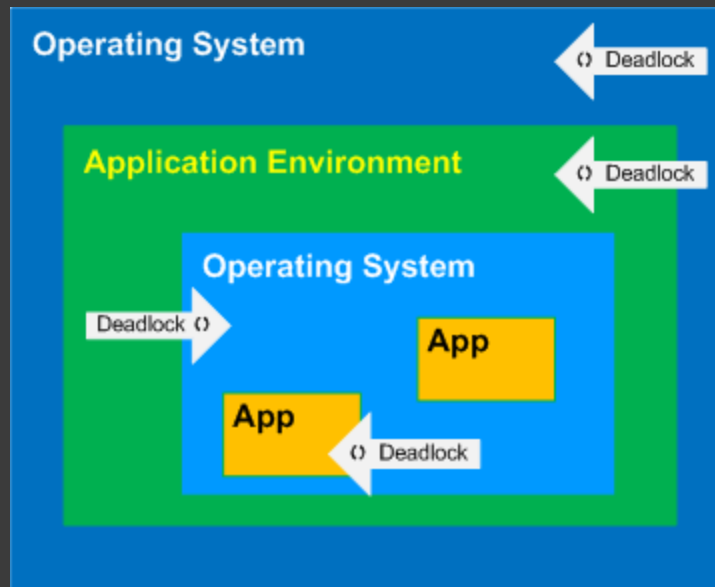 Operating System
Deadlock
Application Environment
Deadlock
Operating System
Deadlock
App
App
Deadlock